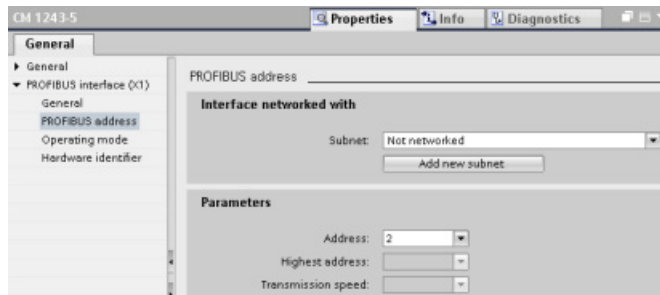 CM 1243-5
Properties
Info
Diagnostics
General
General
PROFIBUS interface (X1)
General
PROFIBUS address
Operating mode
Hardware identifier
PROFIBUS address
Interface networked with
Subnet: Not networked
Add new subnet
Parameters
Address: 2
Highest address:
Transmission speed: